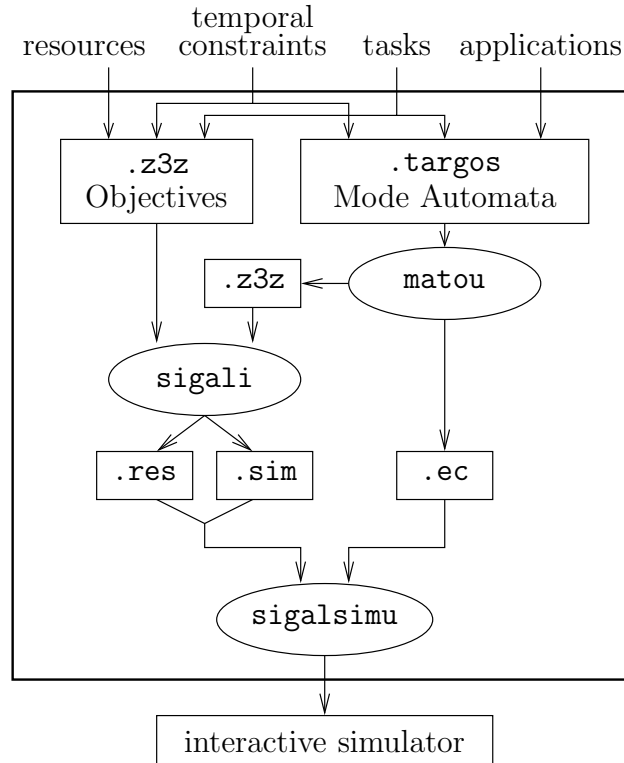 temporal
resources constraints tasks applications
.z3z .targos
Objectives Mode Automata
.z3z matou
sigali
.res .sim .ec
sigalsimu
interactive simulator